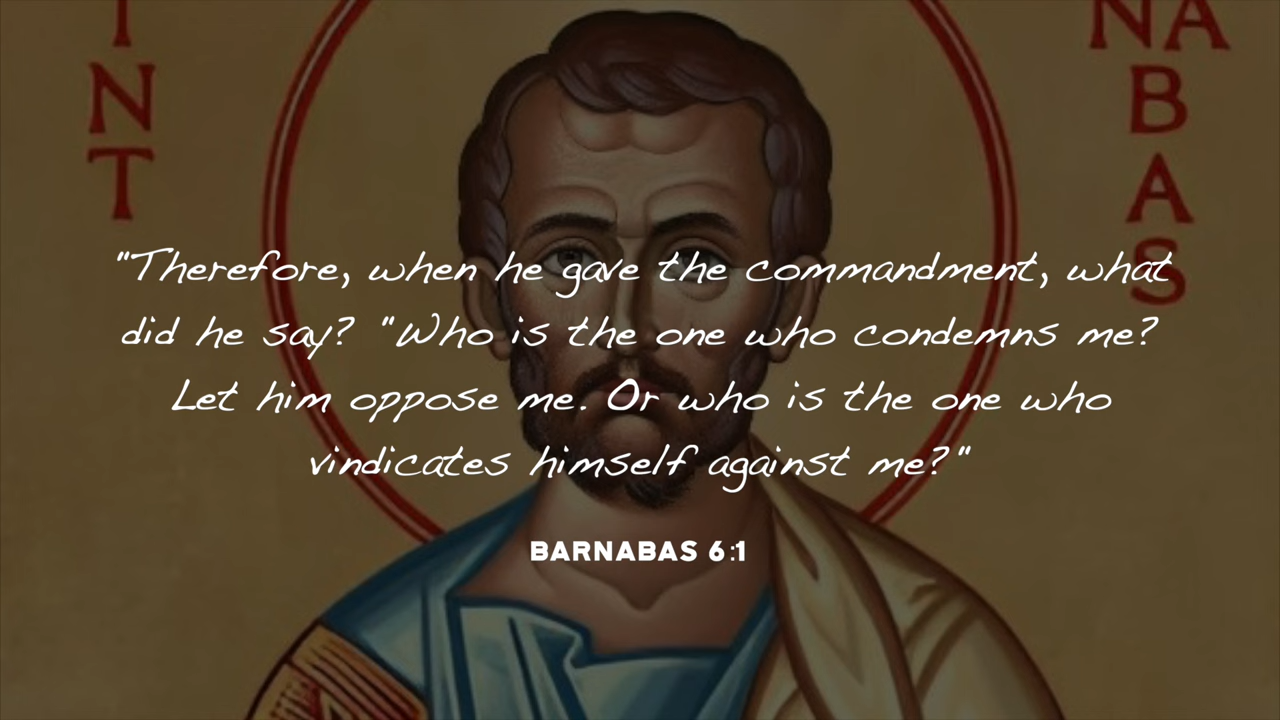 I
N
T
NA
B
A
S
"Therefore, when he gave the commandment, what
did he say? "Who is the one who condemns me?
Let him oppose me. Or who is the one who
vindicates himself against me?"
BARNABAS 6:1